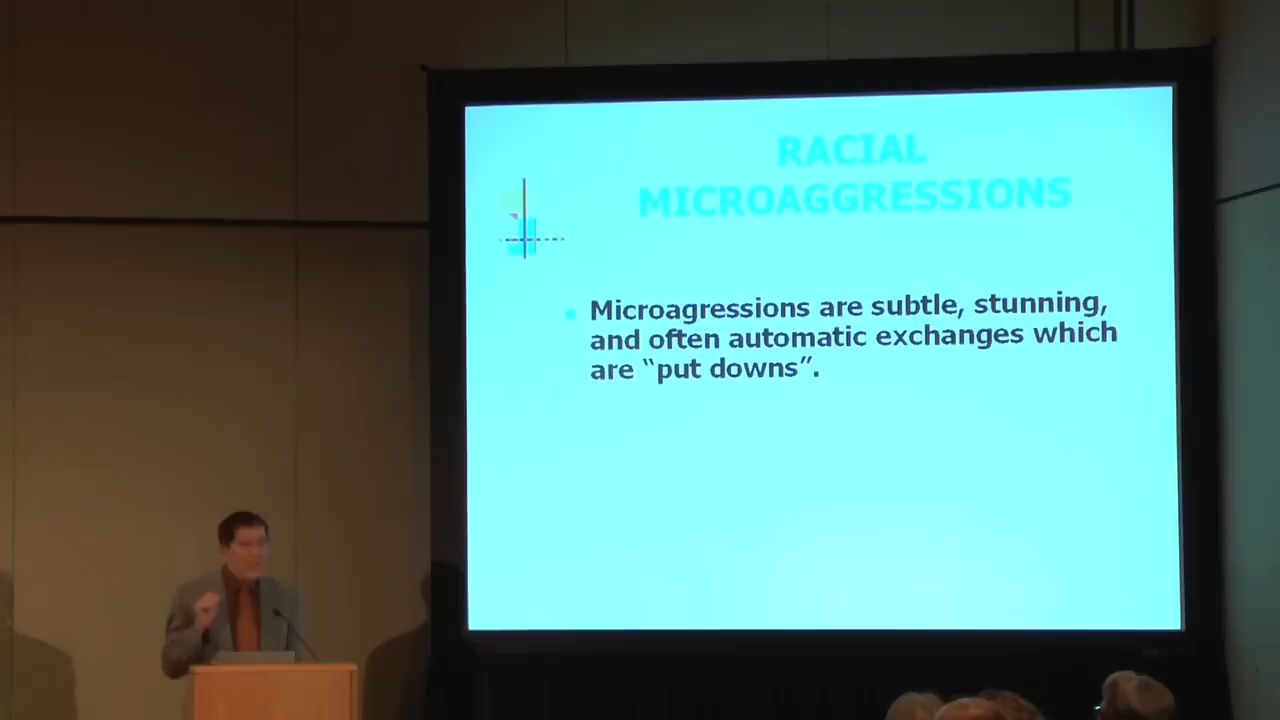 RACIAL
MICROAGGRESSIONS
Microagressions are subtle, stunning,
and often automatic exchanges which
are “put downs”.